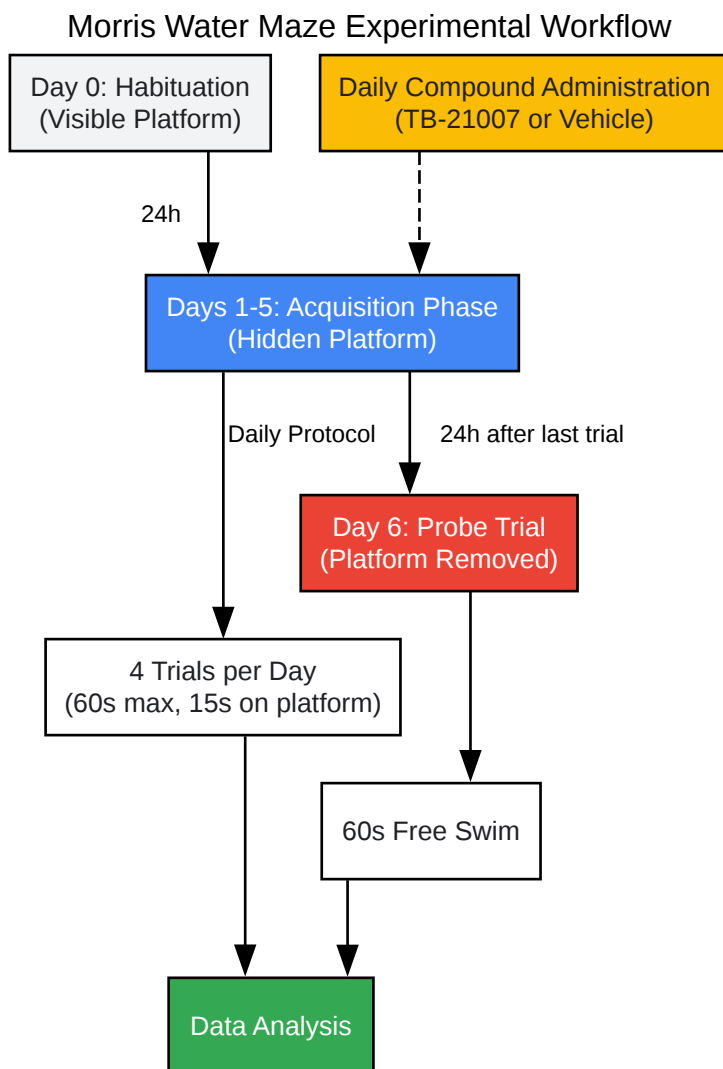 Morris Water Maze Experimental Workflow
Day 0: Habituation
(Visible Platform)
Daily Compound Administration
(TB-21007 or Vehicle)
24h
Days 1-5: Acquisition Phase
(Hidden Platform)
Daily Protocol
24h after last trial
Day 6: Probe Trial
(Platform Removed)
4 Trials per Day
(60s max, 15s on platform)
60s Free Swim
Data Analysis